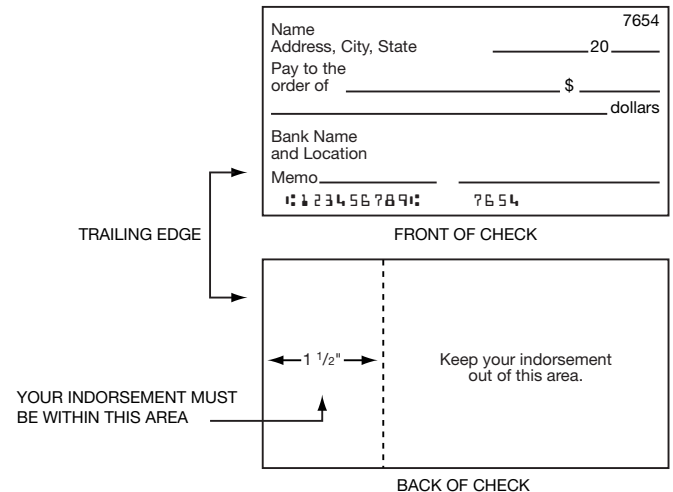 7654
Name
Address, City, State 20
Pay to the
order of $
dollars
Bank Name
and Location
Memo
⑆123456789⑆ 7654
TRAILING EDGE
FRONT OF CHECK
1 1/2"
Keep your indorsement
out of this area.
YOUR INDORSEMENT MUST
BE WITHIN THIS AREA
BACK OF CHECK